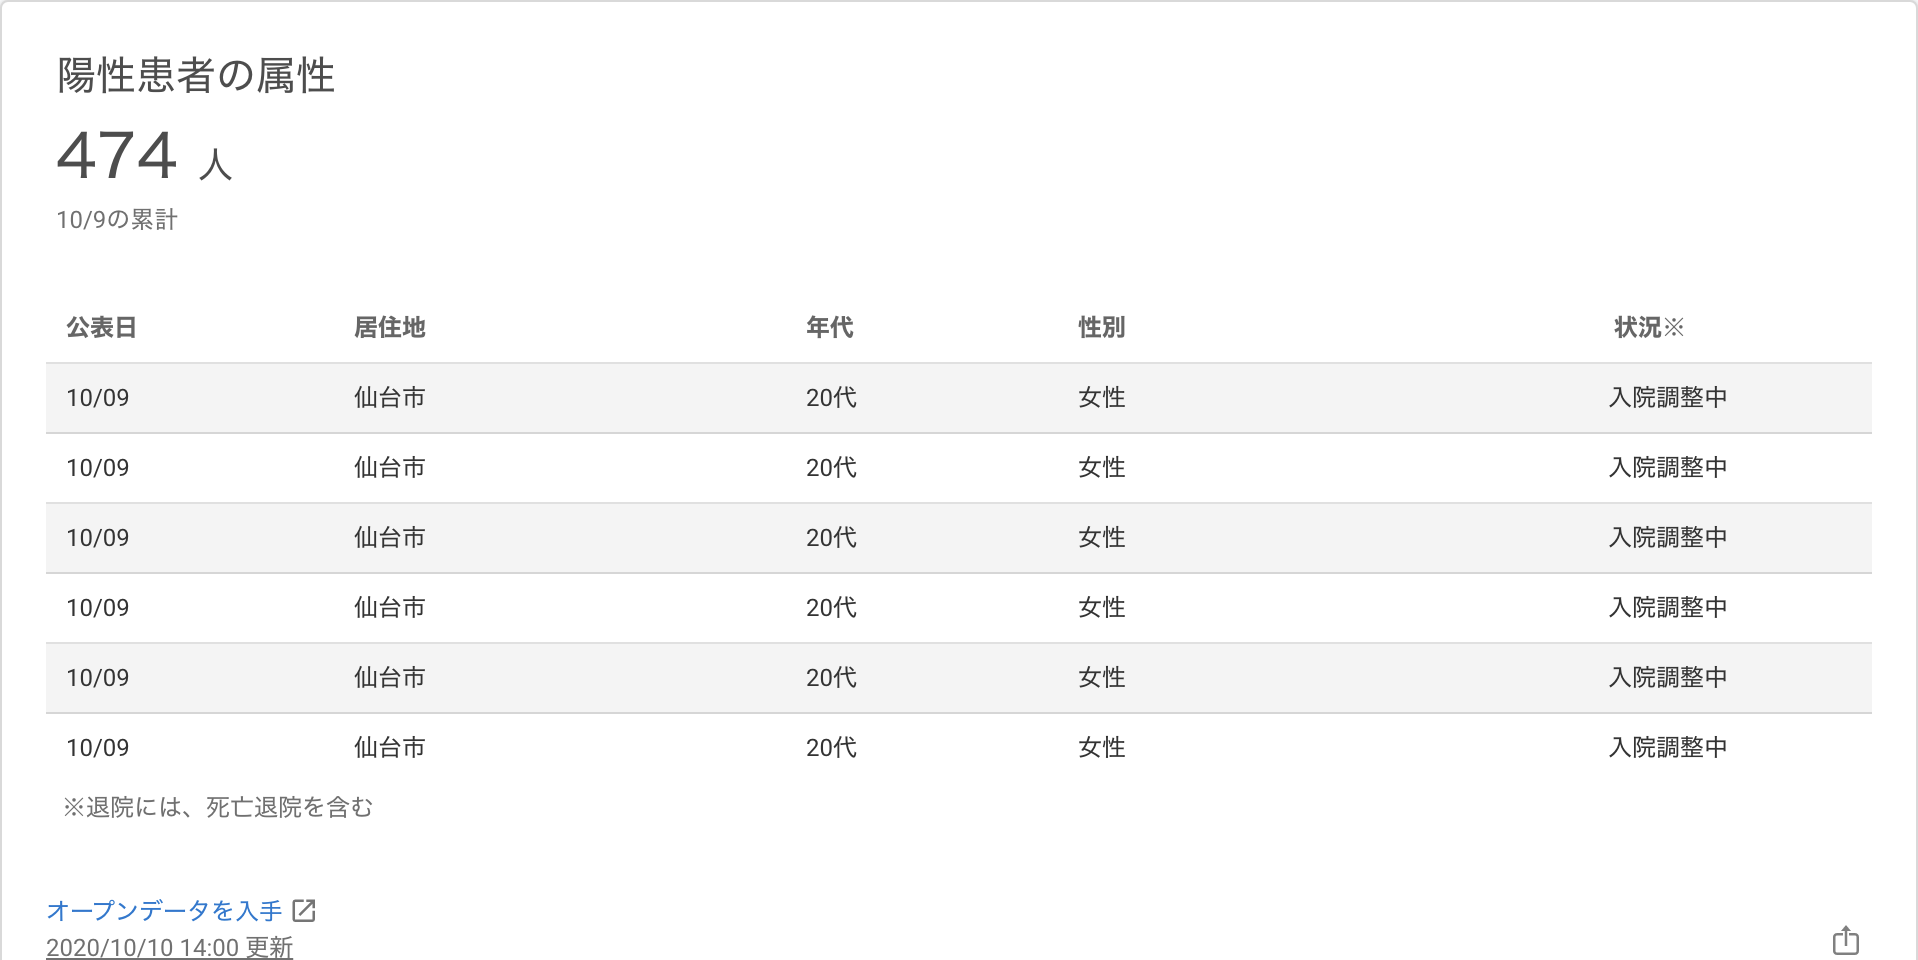 陽性患者の属性
474 人
10/9の累計
公表日 居住地 年代 性別 状況※
10/09 仙台市 20代 女性 入院調整中
10/09 仙台市 20代 女性 入院調整中
10/09 仙台市 20代 女性 入院調整中
10/09 仙台市 20代 女性 入院調整中
10/09 仙台市 20代 女性 入院調整中
10/09 仙台市 20代 女性 入院調整中
※退院には、死亡退院を含む
オープンデータを入手
2020/10/10 14:00 更新